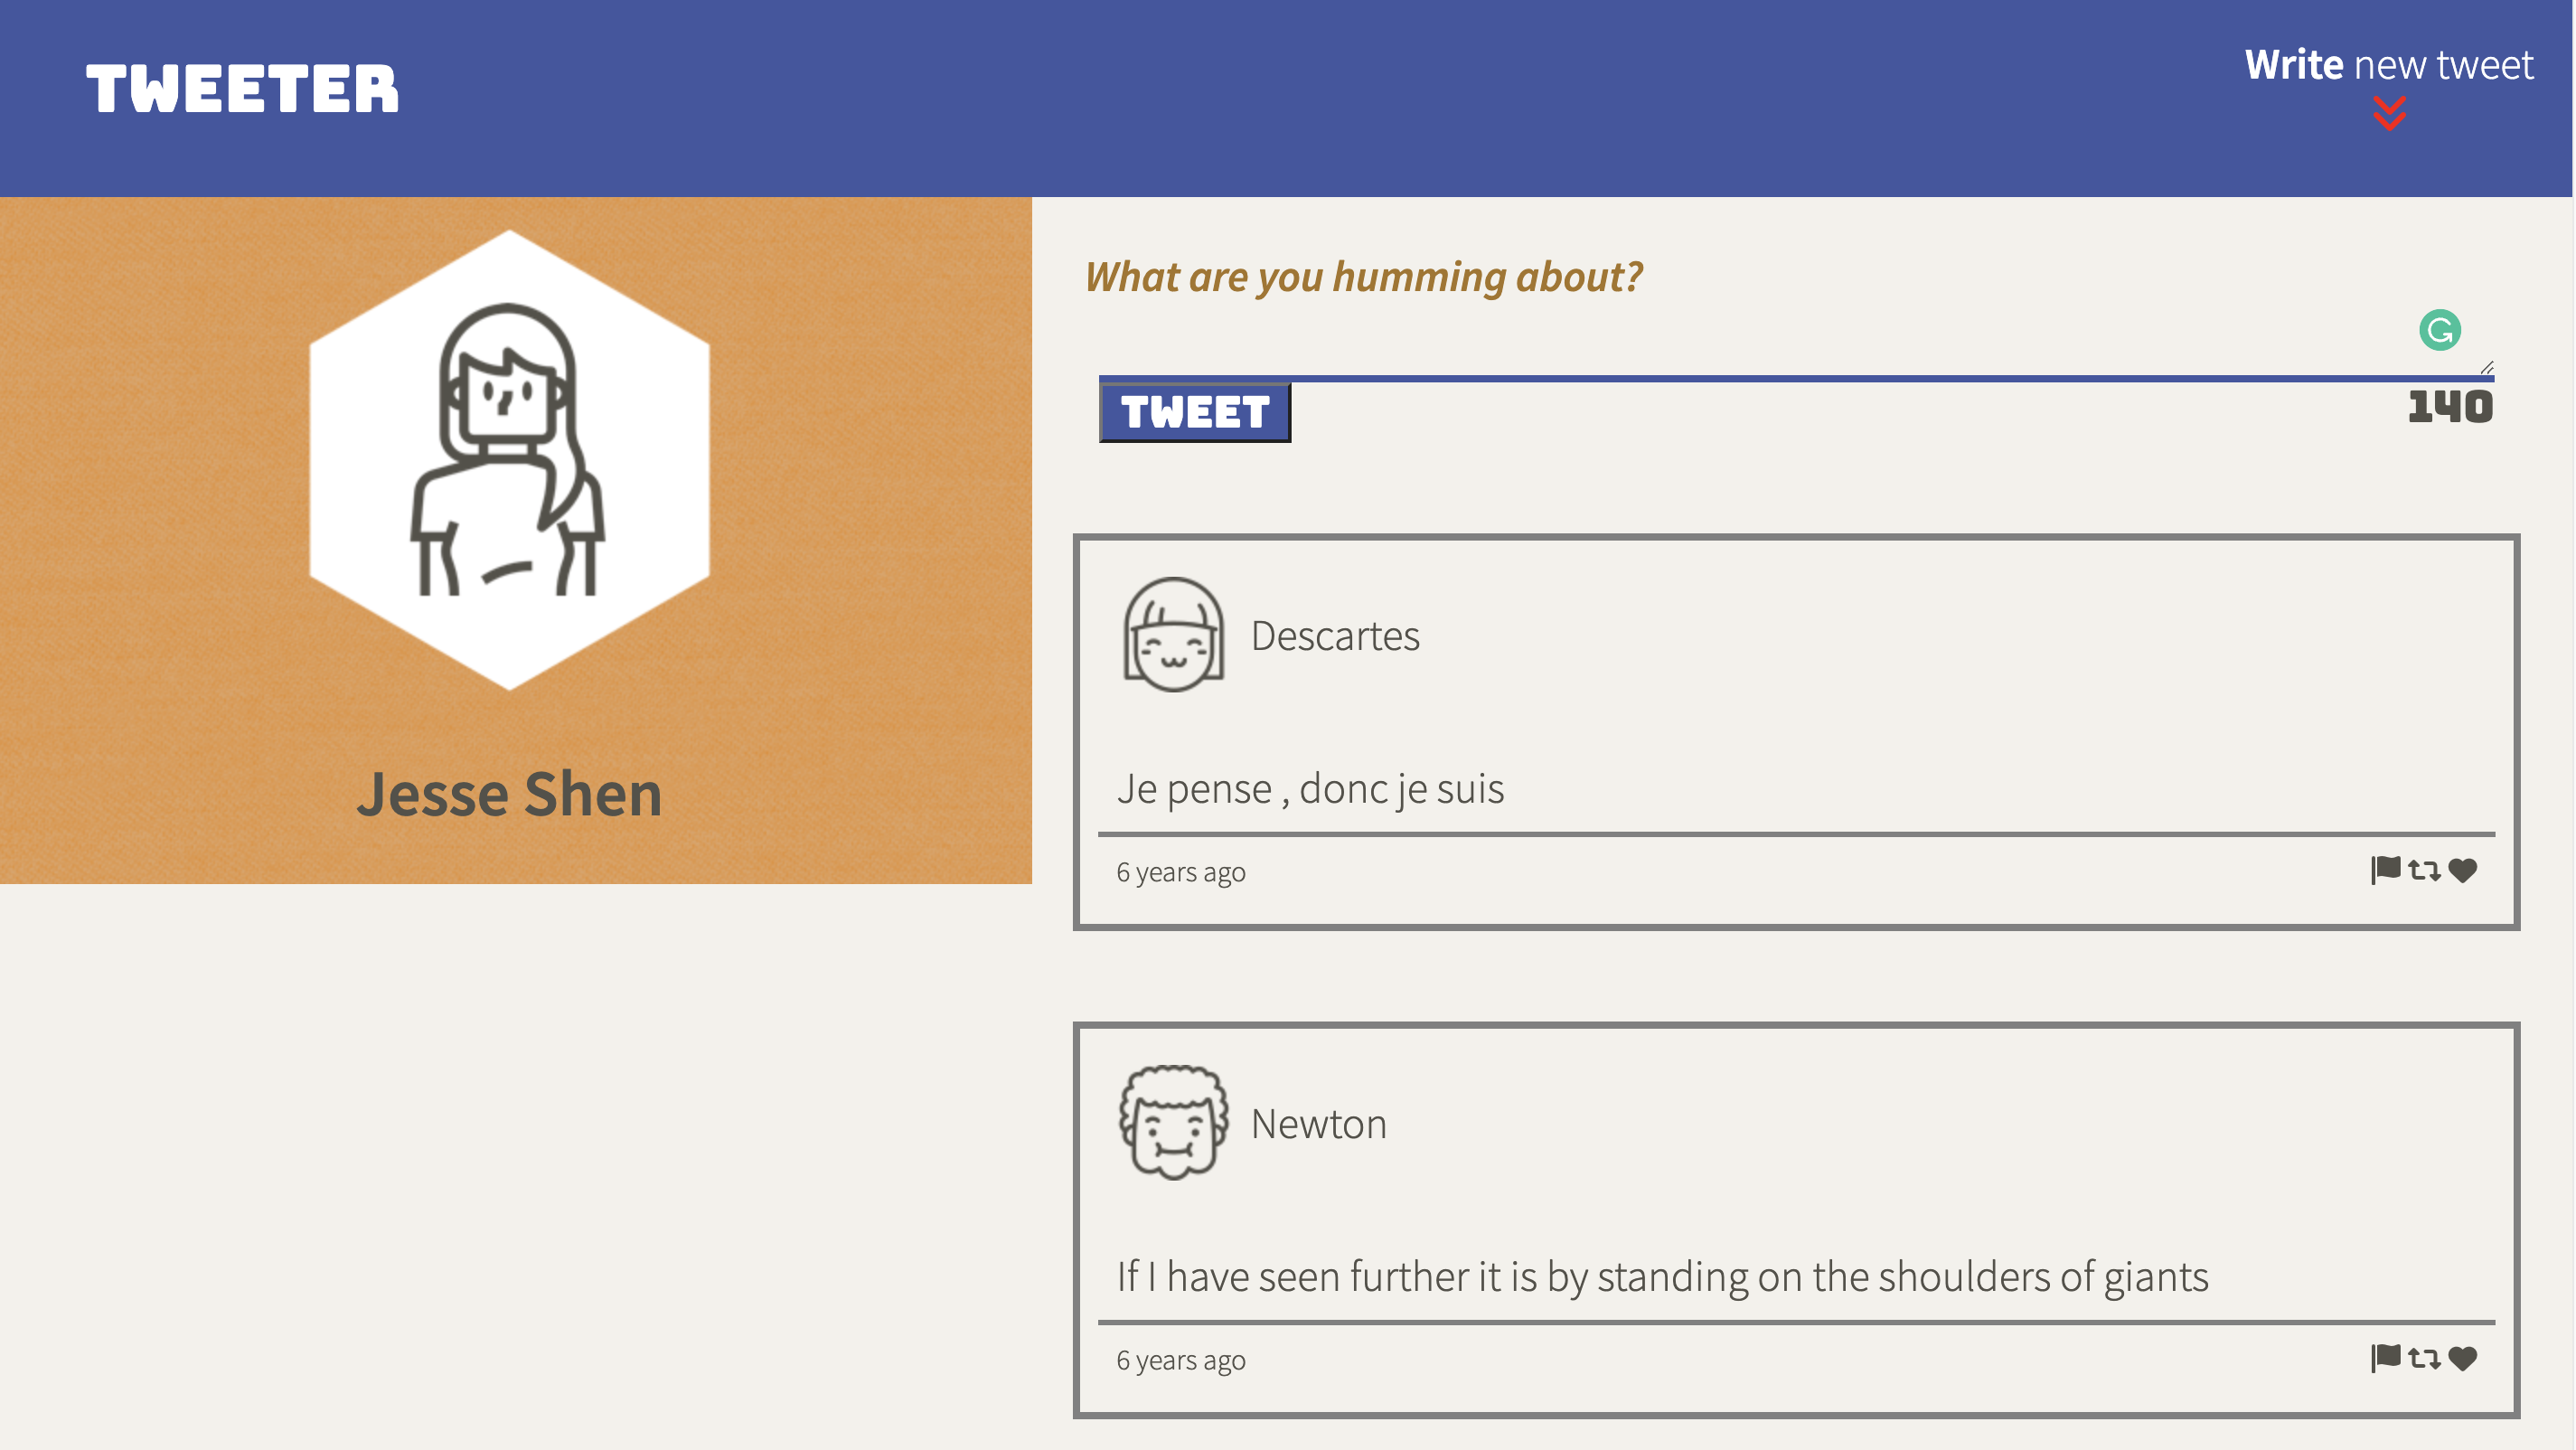 TWEETER
Write new tweet
Jesse Shen
What are you humming about?
TWEET
140
Descartes
Je pense , donc je suis
6 years ago
Newton
If I have seen further it is by standing on the shoulders of giants
6 years ago